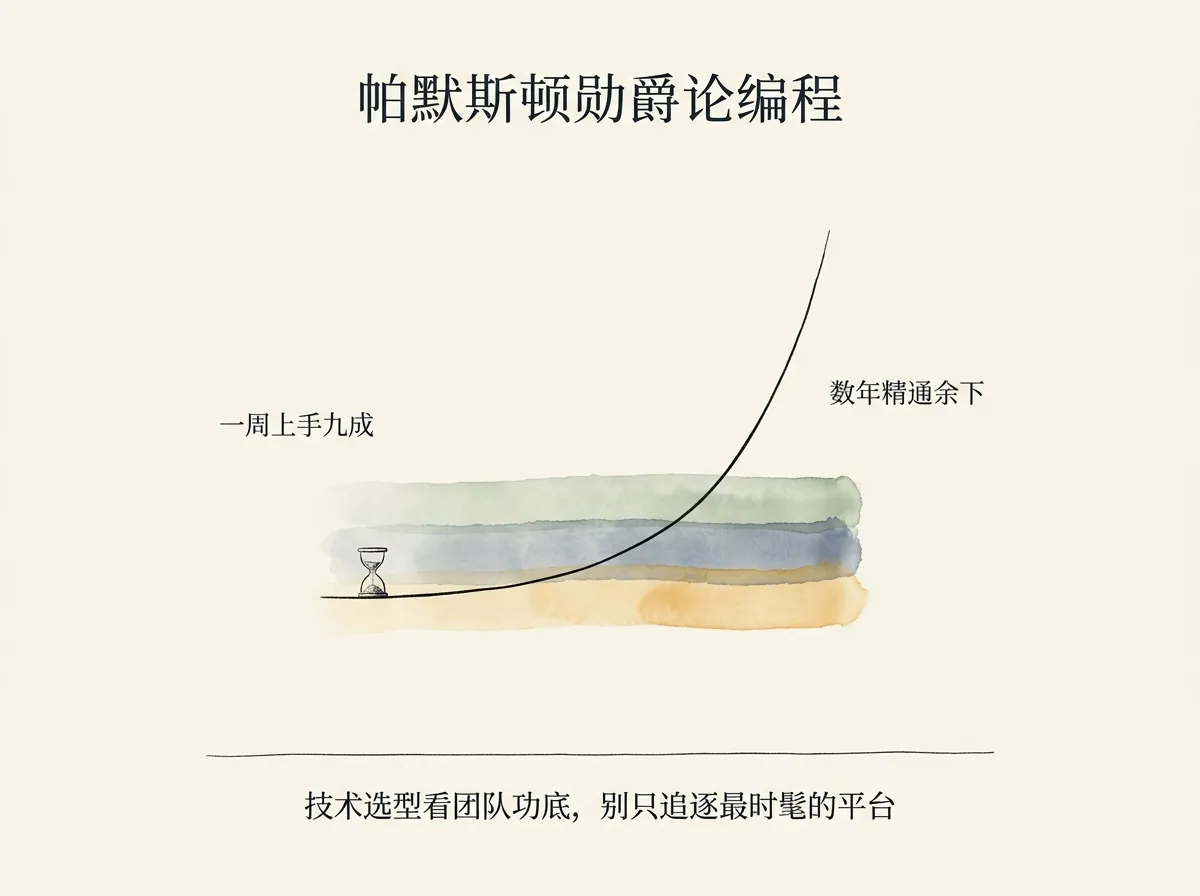 帕默斯顿勋爵论编程
数年精通余下
一周上手九成
技术选型看团队功底，别只追逐最时髦的平台